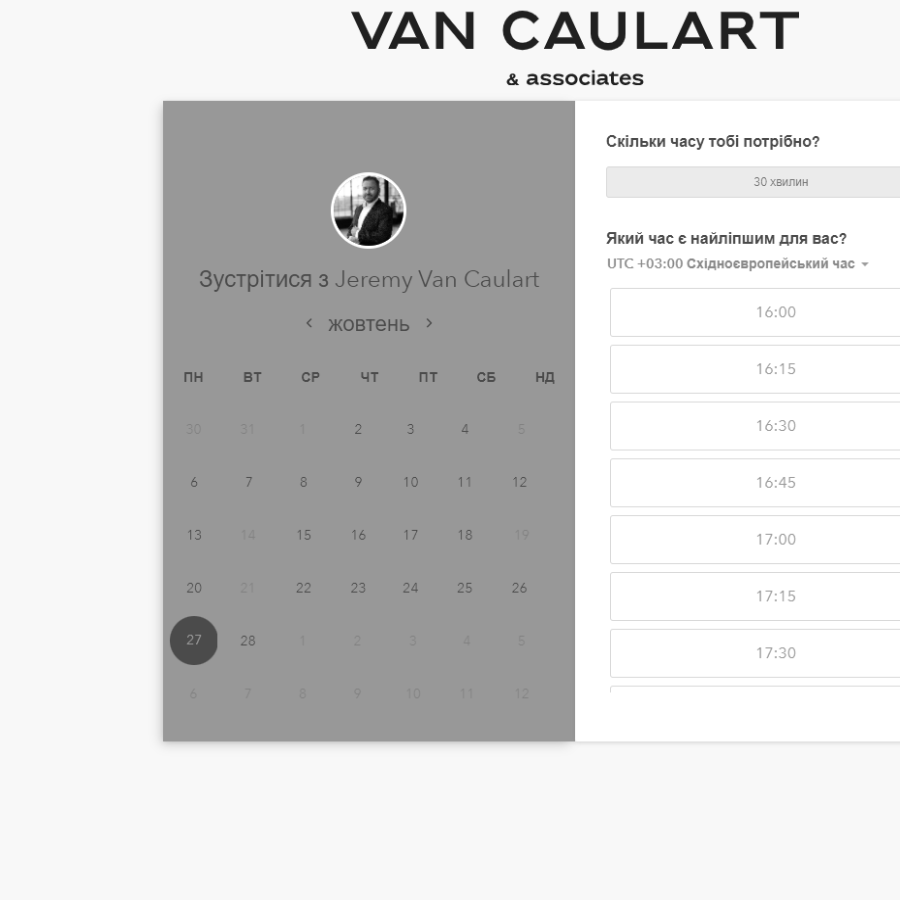 VAN CAULART
& associates
Зустрітися з Jeremy Van Caulart
‹ жовтень ›
ПН ВТ СР ЧТ ПТ СБ НД
30 31 1 2 3 4 5
6 7 8 9 10 11 12
13 14 15 16 17 18 19
20 21 22 23 24 25 26
27 28 1 2 3 4 5
6 7 8 9 10 11 12
Скільки часу тобі потрібно?
30 хвилин
Який час є найліпшим для вас?
UTC +03:00 Східноєвропейський час
16:00
16:15
16:30
16:45
17:00
17:15
17:30